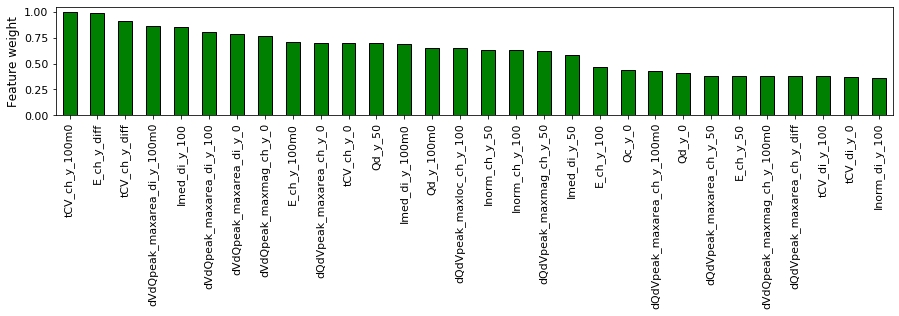 Feature weight
1.00
0.75
0.50
0.25
0.00
tCV_ch_y_100m0
E_ch_y_diff
tCV_ch_y_diff
dVdQpeak_maxarea_di_y_100m0
Imed_di_y_100
dVdQpeak_maxarea_di_y_100
dVdQpeak_maxarea_di_y_0
dVdQpeak_maxmag_ch_y_0
E_ch_y_100m0
dQdVpeak_maxarea_ch_y_0
tCV_ch_y_0
Qd_y_50
Imed_di_y_100m0
Qd_y_100m0
dQdVpeak_maxloc_ch_y_100
Inorm_ch_y_50
Inorm_ch_y_100
dQdVpeak_maxmag_ch_y_50
Imed_di_y_50
E_ch_y_100
Qc_y_0
dQdVpeak_maxarea_ch_y_100m0
Qd_y_0
dQdVpeak_maxarea_ch_y_50
E_ch_y_50
dVdQpeak_maxmag_ch_y_100m0
dQdVpeak_maxarea_ch_y_diff
tCV_di_y_100
tCV_di_y_0
Inorm_di_y_100